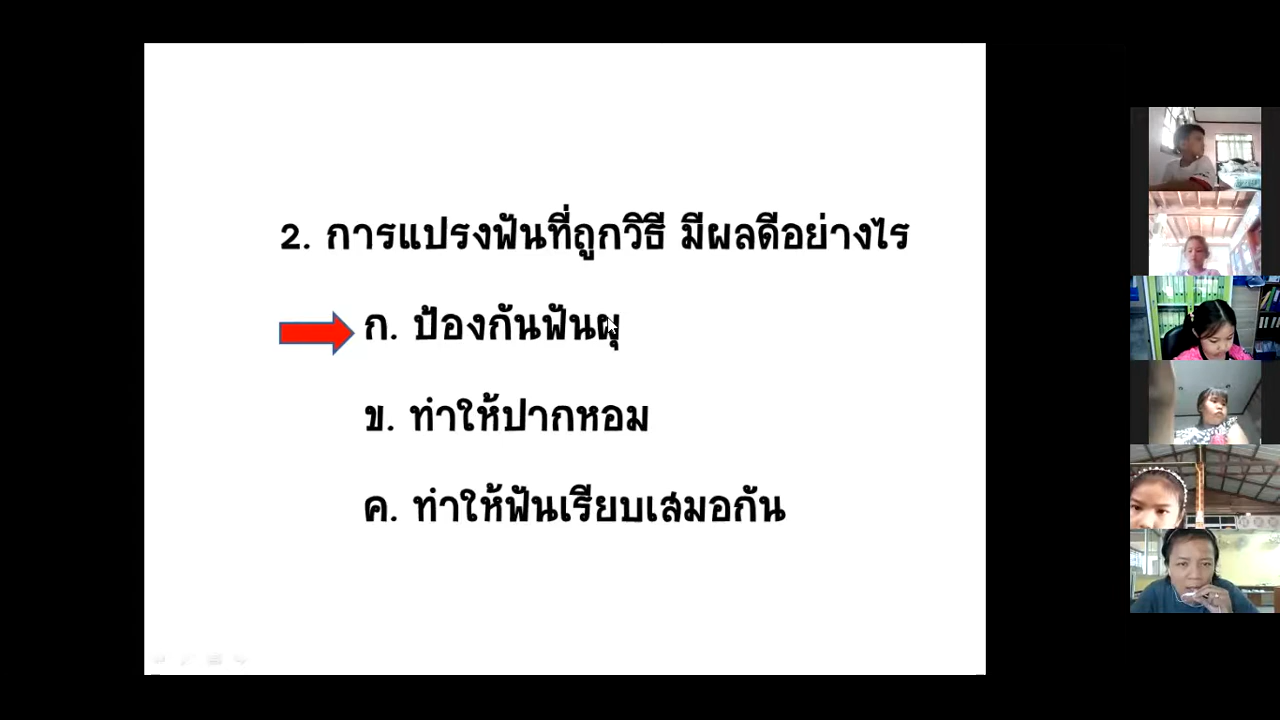 2. การแปรงฟันที่ถูกวิธี มีผลดีอย่างไร
ก. ป้องกันฟันผุ
ข. ทำให้ปากหอม
ค. ทำให้ฟันเรียบเสมอกัน